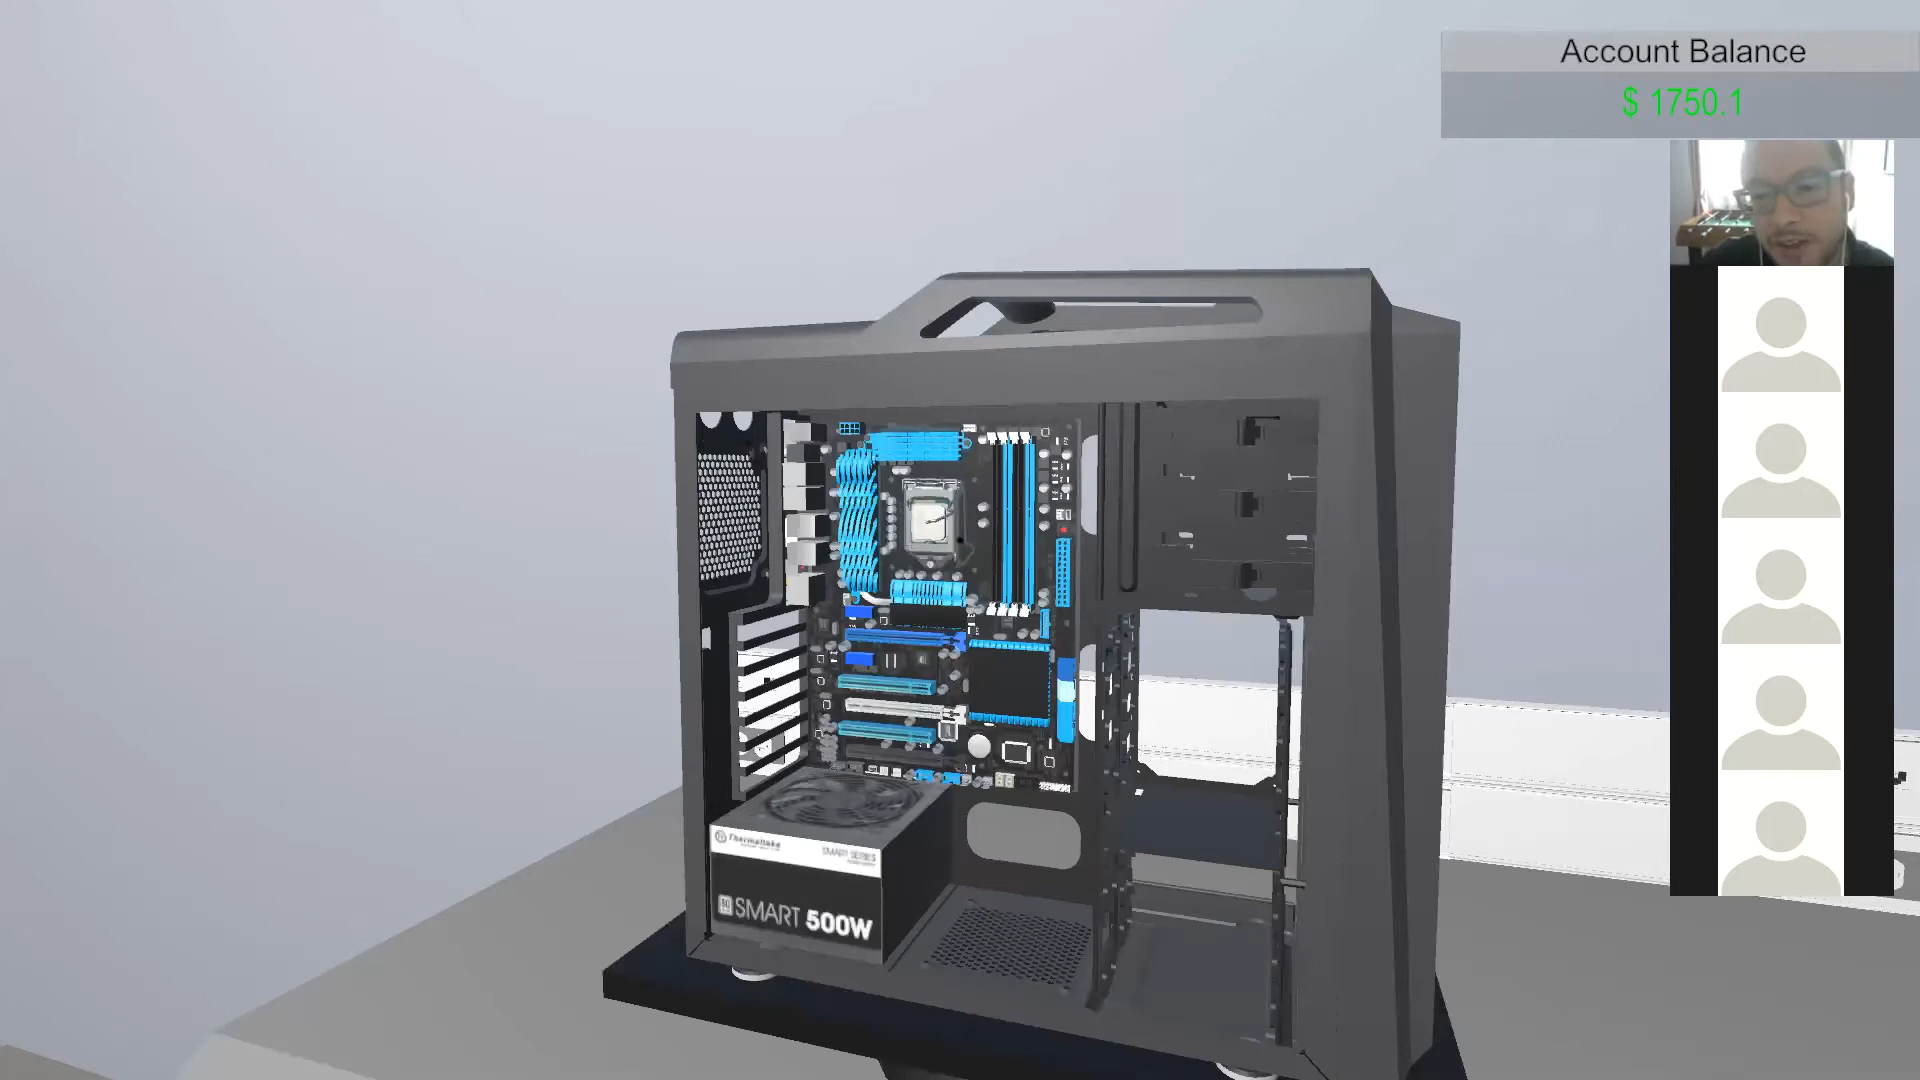 Account Balance
$ 1750.1
Thermaltake
SMART SERIES
SMART 500W